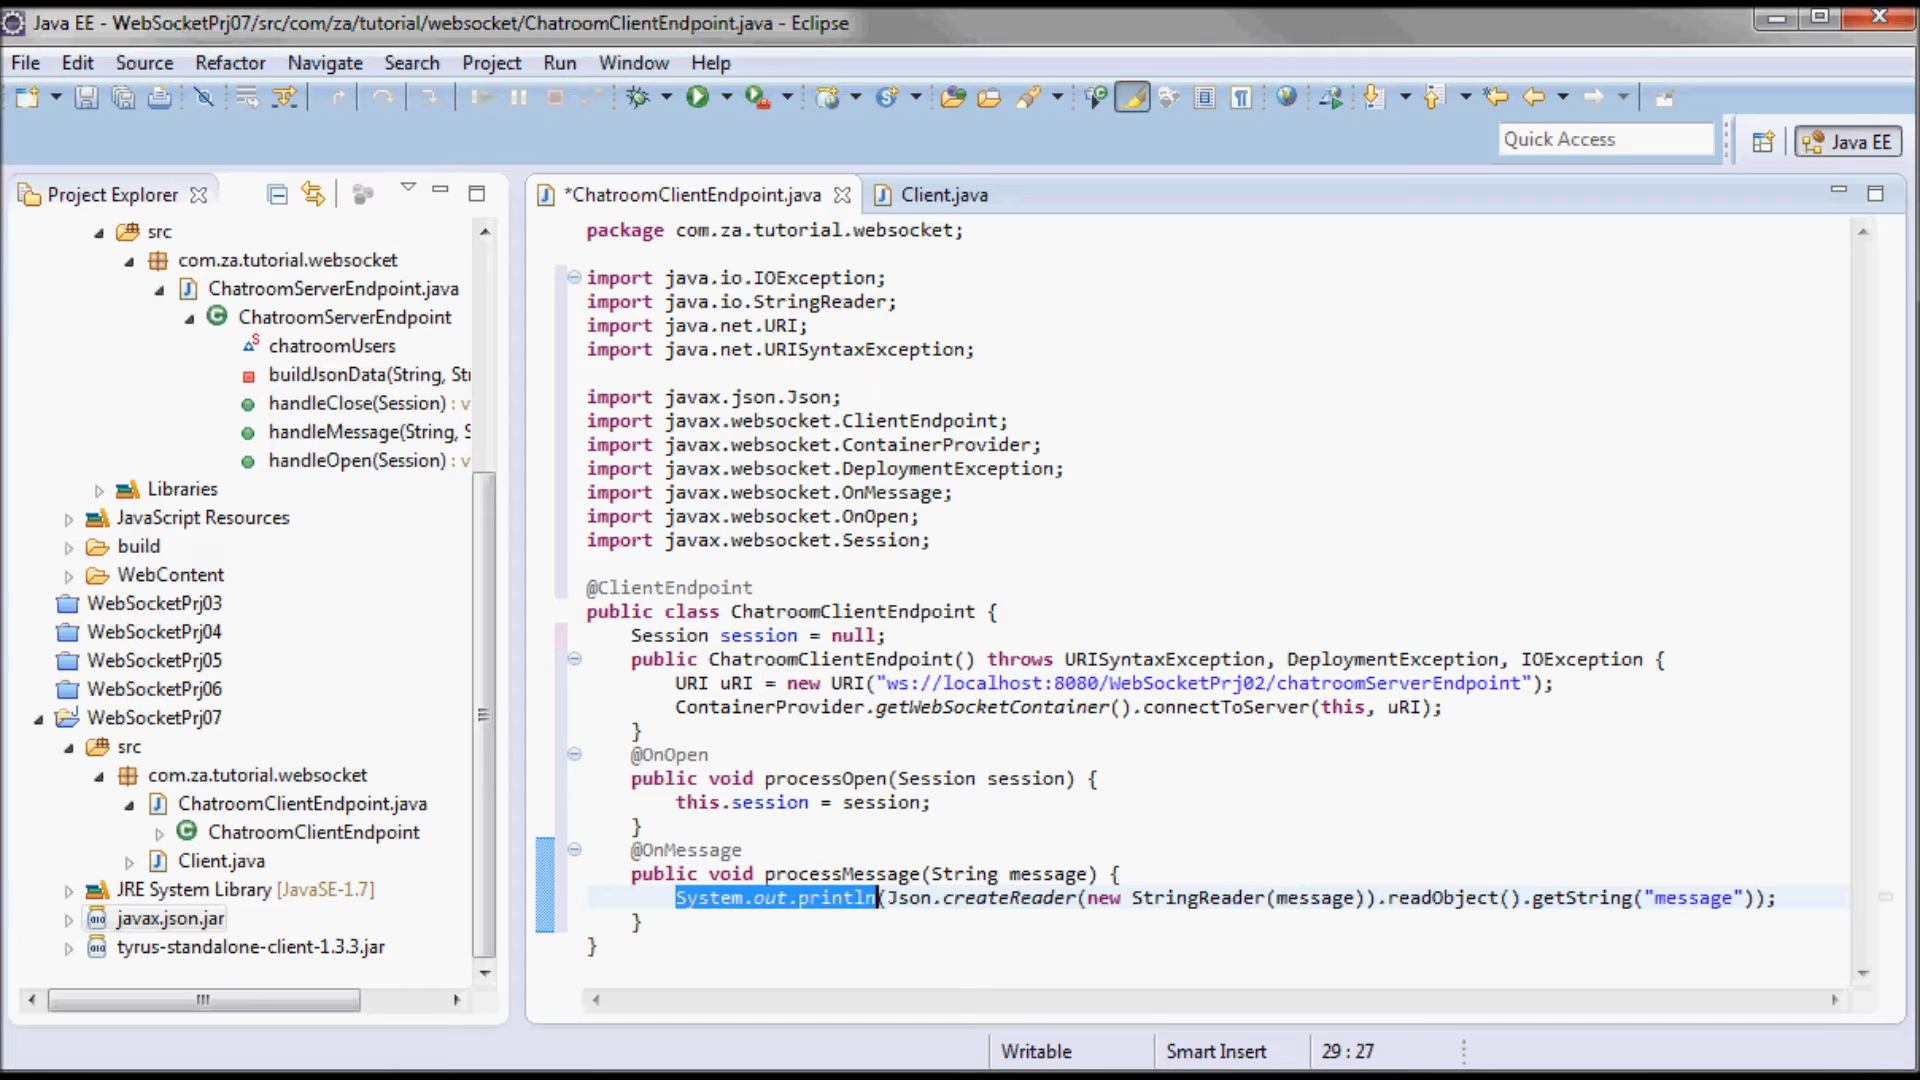 Java EE - WebSocketPrj07/src/com/za/tutorial/websocket/ChatroomClientEndpoint.java - Eclipse
File Edit Source Refactor Navigate Search Project Run Window Help
Quick Access
Java EE
Project Explorer
src
com.za.tutorial.websocket
ChatroomServerEndpoint.java
ChatroomServerEndpoint
chatroomUsers
buildJsonData(String, Str
handleClose(Session) : v
handleMessage(String, S
handleOpen(Session) : v
Libraries
JavaScript Resources
build
WebContent
WebSocketPrj03
WebSocketPrj04
WebSocketPrj05
WebSocketPrj06
WebSocketPrj07
src
com.za.tutorial.websocket
ChatroomClientEndpoint.java
ChatroomClientEndpoint
Client.java
JRE System Library [JavaSE-1.7]
javax.json.jar
tyrus-standalone-client-1.3.3.jar
*ChatroomClientEndpoint.java
Client.java
package com.za.tutorial.websocket;
import java.io.IOException;
import java.io.StringReader;
import java.net.URI;
import java.net.URISyntaxException;
import javax.json.Json;
import javax.websocket.ClientEndpoint;
import javax.websocket.ContainerProvider;
import javax.websocket.DeploymentException;
import javax.websocket.OnMessage;
import javax.websocket.OnOpen;
import javax.websocket.Session;
@ClientEndpoint
public class ChatroomClientEndpoint {
Session session = null;
public ChatroomClientEndpoint() throws URISyntaxException, DeploymentException, IOException {
URI uRI = new URI("ws://localhost:8080/WebSocketPrj02/chatroomServerEndpoint");
ContainerProvider.getWebSocketContainer().connectToServer(this, uRI);
}
@OnOpen
public void processOpen(Session session) {
this.session = session;
}
@OnMessage
public void processMessage(String message) {
System.out.println(Json.createReader(new StringReader(message)).readObject().getString("message"));
}
}
Writable
Smart Insert
29 : 27